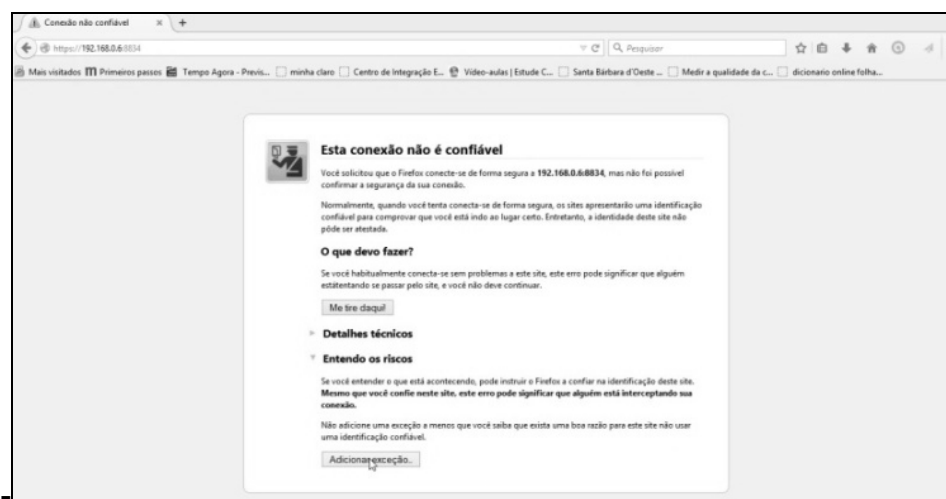 Conexão não confiável
https://192.168.0.6:8834
Pesquisar
Mais visitados Primeiros passos Tempo Agora - Previs... minha claro Centro de Integração E... Vídeo-aulas | Estude C... Santa Bárbara d'Oeste ... Medir a qualidade da c... dicionario online folha...
Esta conexão não é confiável
Você solicitou que o Firefox conecte-se de forma segura a 192.168.0.6:8834, mas não foi possível
confirmar a segurança da sua conexão.
Normalmente, quando você tenta conecta-se de forma segura, os sites apresentarão uma identificação
confiável para comprovar que você está indo ao lugar certo. Entretanto, a identidade deste site não
pôde ser atestada.
O que devo fazer?
Se você habitualmente conecta-se sem problemas a este site, este erro pode significar que alguém
estátentando se passar pelo site, e você não deve continuar.
Me tire daqui!
Detalhes técnicos
Entendo os riscos
Se você entender o que está acontecendo, pode instruir o Firefox a confiar na identificação deste site.
Mesmo que você confie neste site, este erro pode significar que alguém está interceptando sua
conexão.
Não adicione uma exceção a menos que você saiba que exista uma boa razão para este site não usar
uma identificação confiável.
Adicionar exceção..